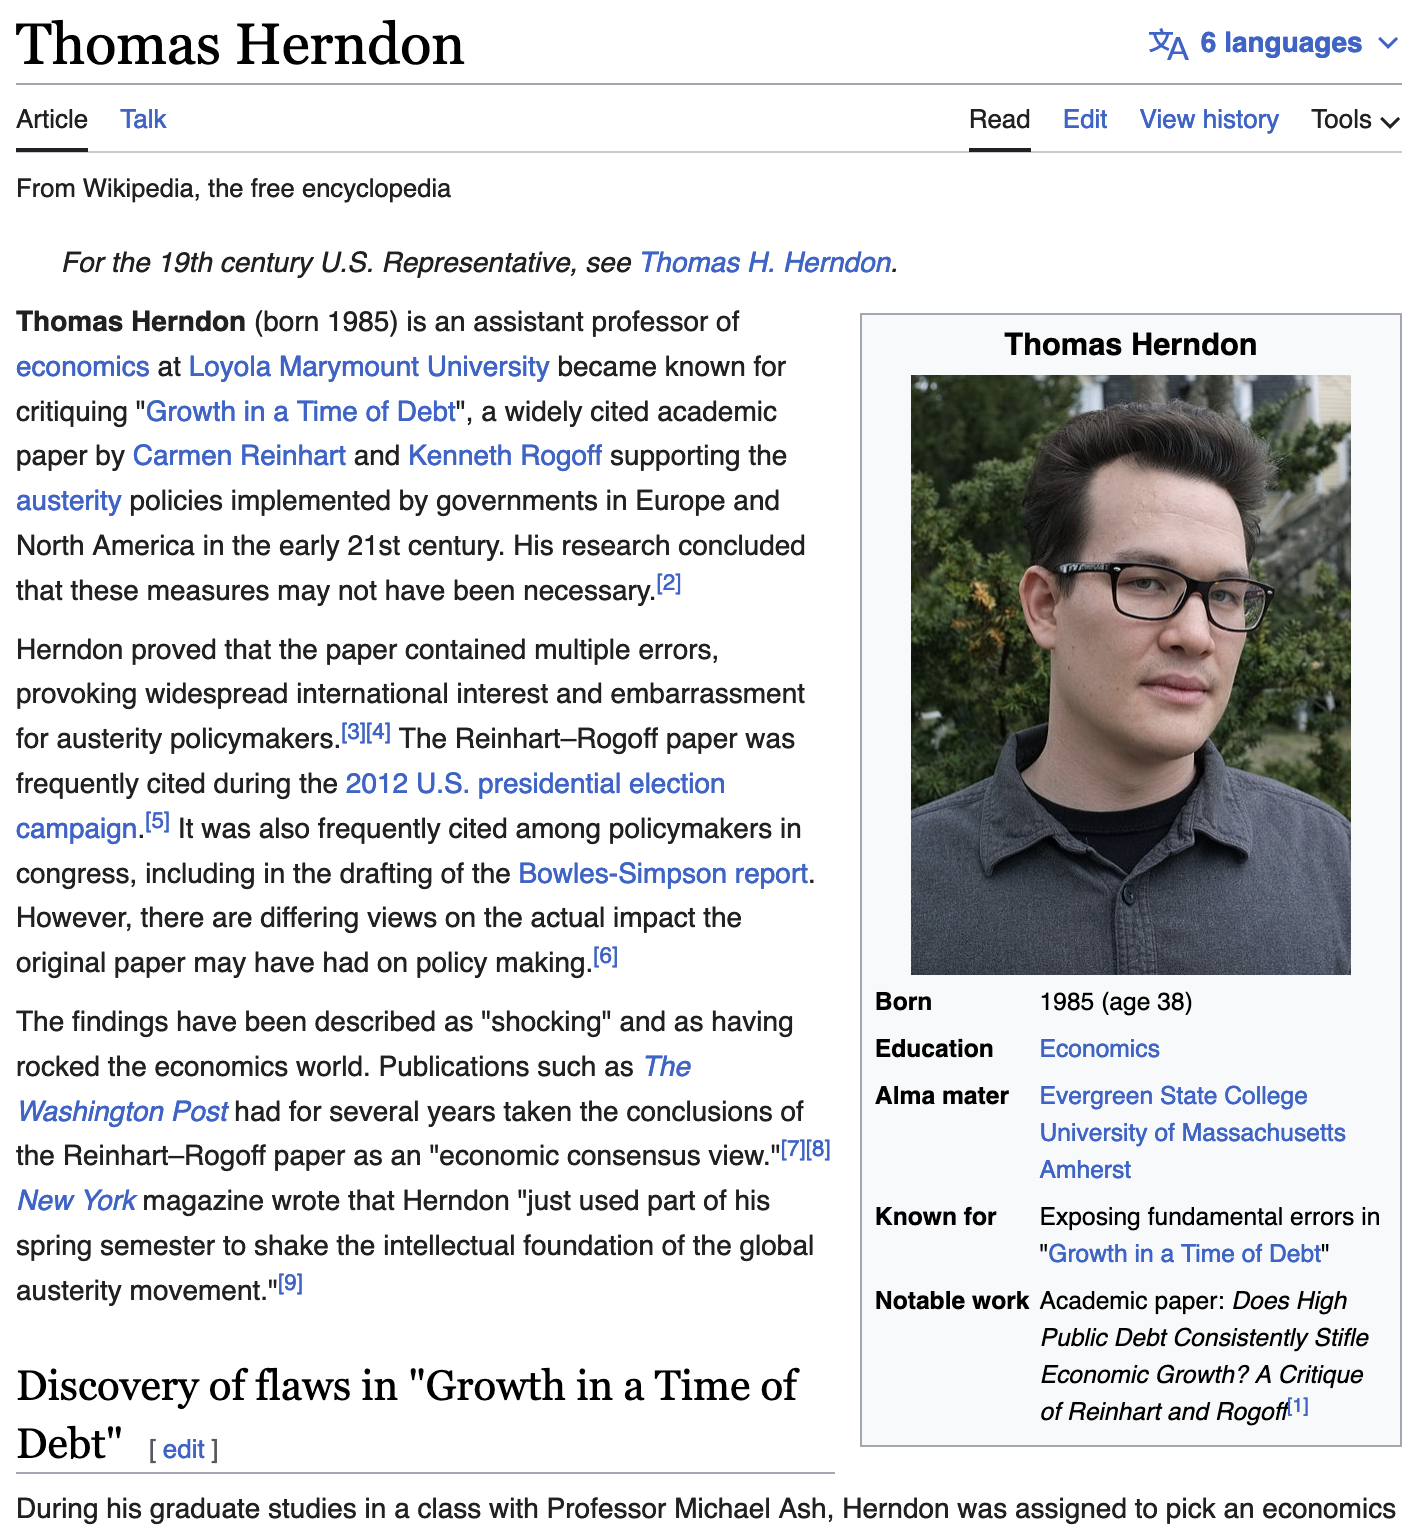 Thomas Herndon
6 languages
Article Talk Read Edit View history Tools
From Wikipedia, the free encyclopedia
For the 19th century U.S. Representative, see Thomas H. Herndon.
Thomas Herndon (born 1985) is an assistant professor of
economics at Loyola Marymount University became known for
critiquing "Growth in a Time of Debt", a widely cited academic
paper by Carmen Reinhart and Kenneth Rogoff supporting the
austerity policies implemented by governments in Europe and
North America in the early 21st century. His research concluded
that these measures may not have been necessary.[2]
Herndon proved that the paper contained multiple errors,
provoking widespread international interest and embarrassment
for austerity policymakers.[3][4] The Reinhart–Rogoff paper was
frequently cited during the 2012 U.S. presidential election
campaign.[5] It was also frequently cited among policymakers in
congress, including in the drafting of the Bowles-Simpson report.
However, there are differing views on the actual impact the
original paper may have had on policy making.[6]
The findings have been described as "shocking" and as having
rocked the economics world. Publications such as The
Washington Post had for several years taken the conclusions of
the Reinhart–Rogoff paper as an "economic consensus view."[7][8]
New York magazine wrote that Herndon "just used part of his
spring semester to shake the intellectual foundation of the global
austerity movement."[9]
Thomas Herndon
Born 1985 (age 38)
Education Economics
Alma mater Evergreen State College
University of Massachusetts
Amherst
Known for Exposing fundamental errors in
"Growth in a Time of Debt"
Notable work Academic paper: Does High
Public Debt Consistently Stifle
Economic Growth? A Critique
of Reinhart and Rogoff[1]
Discovery of flaws in "Growth in a Time of
Debt" [ edit ]
During his graduate studies in a class with Professor Michael Ash, Herndon was assigned to pick an economics